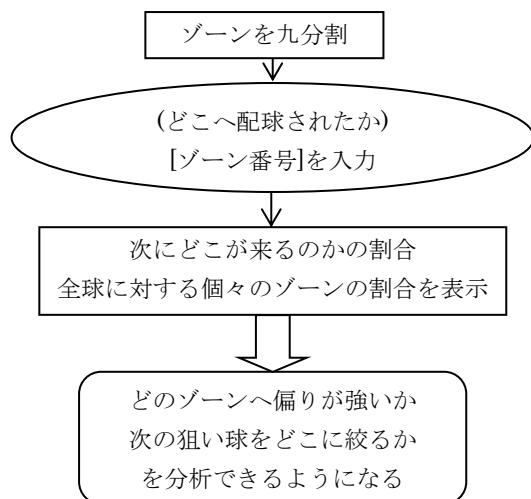 ゾーンを九分割
(どこへ配球されたか)
[ゾーン番号]を入力
次にどこが来るのかの割合
全球に対する個々のゾーンの割合を表示
どのゾーンへ偏りが強いか
次の狙い球をどこに絞るか
を分析できるようになる